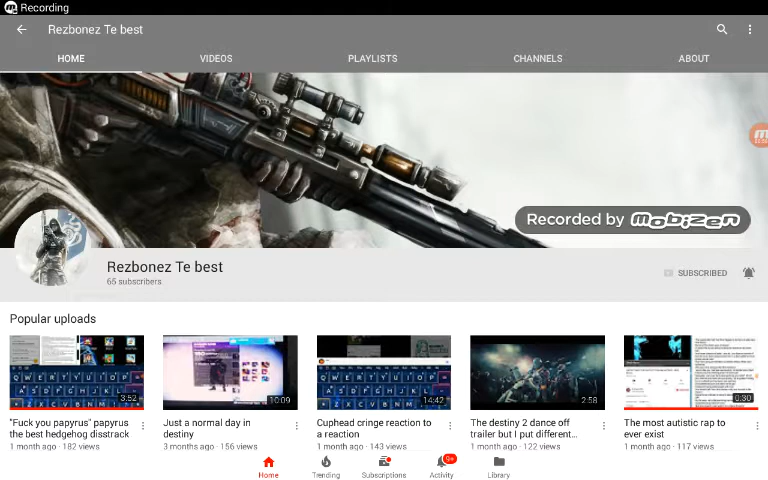 Recording
Rezbonez Te best
HOME VIDEOS PLAYLISTS CHANNELS ABOUT
Recorded by mobizen
Rezbonez Te best
65 subscribers
SUBSCRIBED
Popular uploads
3:52 10:09 14:42 2:58 0:30
"Fuck you papyrus" papyrus
the best hedgehog disstrack
1 month ago · 182 views
Just a normal day in
destiny
3 months ago · 156 views
Cuphead cringe reaction to
a reaction
1 month ago · 143 views
The destiny 2 dance off
trailer but I put different...
1 month ago · 122 views
The most autistic rap to
ever exist
1 month ago · 117 views
9+
Home Trending Subscriptions Activity Library